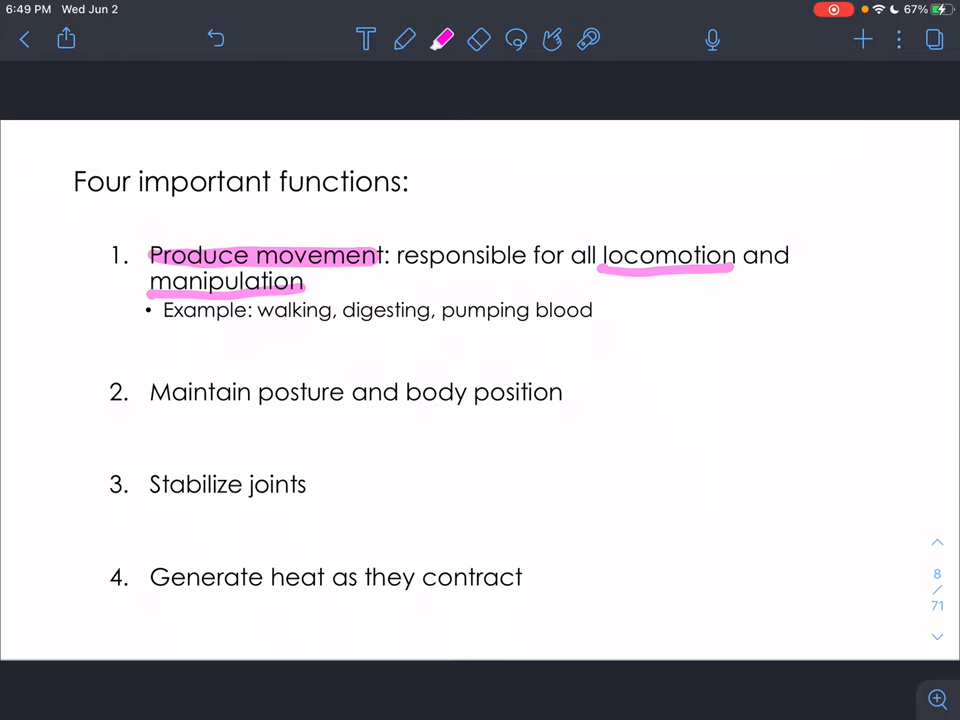 6:49 PM Wed Jun 2 67%
T
Four important functions:
1. Produce movement: responsible for all locomotion and
manipulation
• Example: walking, digesting, pumping blood
2. Maintain posture and body position
3. Stabilize joints
4. Generate heat as they contract
8
/
71